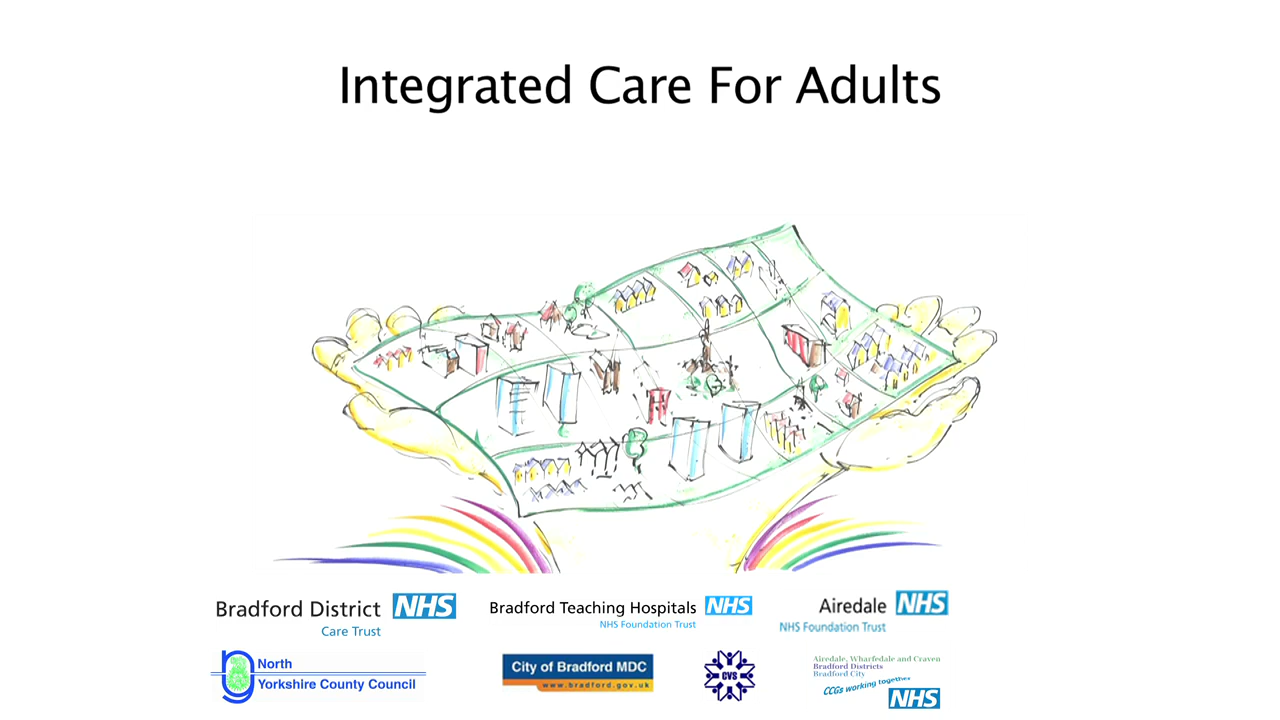 Integrated Care For Adults
Bradford District NHS
Care Trust
Bradford Teaching Hospitals NHS
NHS Foundation Trust
Airedale NHS
NHS Foundation Trust
North
Yorkshire County Council
City of Bradford MDC
www.bradford.gov.uk
CVS
Airedale, Wharfedale and Craven
Bradford Districts
Bradford City
CCGs working together
NHS